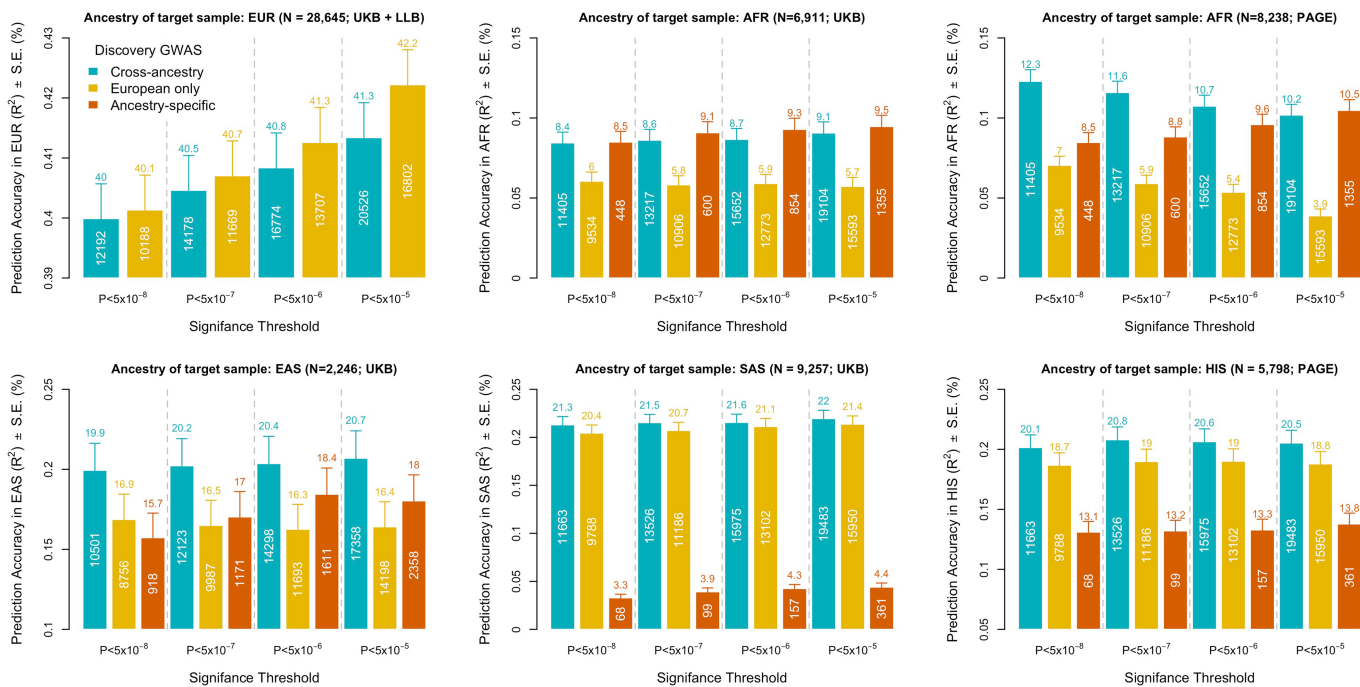 Ancestry of target sample: EUR (N = 28,645; UKB + LLB)
Prediction Accuracy in EUR (R²) ± S.E. (%)
0.43
0.42
0.41
0.4
0.39
Discovery GWAS
Cross-ancestry
European only
Ancestry-specific
40 40.1 40.5 40.7 40.8 41.3 41.3 42.2
12192 10188 14178 11669 16774 13707 20526 16802
P<5x10⁻⁸ P<5x10⁻⁷ P<5x10⁻⁶ P<5x10⁻⁵
Signifance Threshold
Ancestry of target sample: AFR (N=6,911; UKB)
Prediction Accuracy in AFR (R²) ± S.E. (%)
0.15
0.1
0.05
0
8.4 6 8.5 8.6 5.8 9.1 8.7 5.9 9.3 9.1 5.7 9.5
11405 9534 448 13217 10906 600 15652 12773 854 19104 15593 1355
P<5x10⁻⁸ P<5x10⁻⁷ P<5x10⁻⁶ P<5x10⁻⁵
Signifance Threshold
Ancestry of target sample: AFR (N=8,238; PAGE)
Prediction Accuracy in AFR (R²) ± S.E. (%)
0.15
0.1
0.05
0
12.3 7 8.5 11.6 5.9 8.8 10.7 5.4 9.6 10.2 3.9 10.5
11405 9534 448 13217 10906 600 15652 12773 854 19104 15593 1355
P<5x10⁻⁸ P<5x10⁻⁷ P<5x10⁻⁶ P<5x10⁻⁵
Signifance Threshold
Ancestry of target sample: EAS (N=2,246; UKB)
Prediction Accuracy in EAS (R²) ± S.E. (%)
0.25
0.2
0.15
0.1
19.9 16.9 15.7 20.2 16.5 17 20.4 16.3 18.4 20.7 16.4 18
10501 8756 918 12123 9987 1171 14298 11693 1611 17358 14198 2358
P<5x10⁻⁸ P<5x10⁻⁷ P<5x10⁻⁶ P<5x10⁻⁵
Signifance Threshold
Ancestry of target sample: SAS (N = 9,257; UKB)
Prediction Accuracy in SAS (R²) ± S.E. (%)
0.25
0.2
0.15
0.1
0.05
0
21.3 20.4 3.3 21.5 20.7 3.9 21.6 21.1 4.3 22 21.4 4.4
11663 9788 68 13526 11186 99 15975 13102 157 19483 15950 361
P<5x10⁻⁸ P<5x10⁻⁷ P<5x10⁻⁶ P<5x10⁻⁵
Signifance Threshold
Ancestry of target sample: HIS (N = 5,798; PAGE)
Prediction Accuracy in HIS (R²) ± S.E. (%)
0.25
0.2
0.15
0.1
0.05
20.1 18.7 13.1 20.8 19 13.2 20.6 19 13.3 20.5 18.8 13.8
11663 9788 68 13526 11186 99 15975 13102 157 19483 15950 361
P<5x10⁻⁸ P<5x10⁻⁷ P<5x10⁻⁶ P<5x10⁻⁵
Signifance Threshold